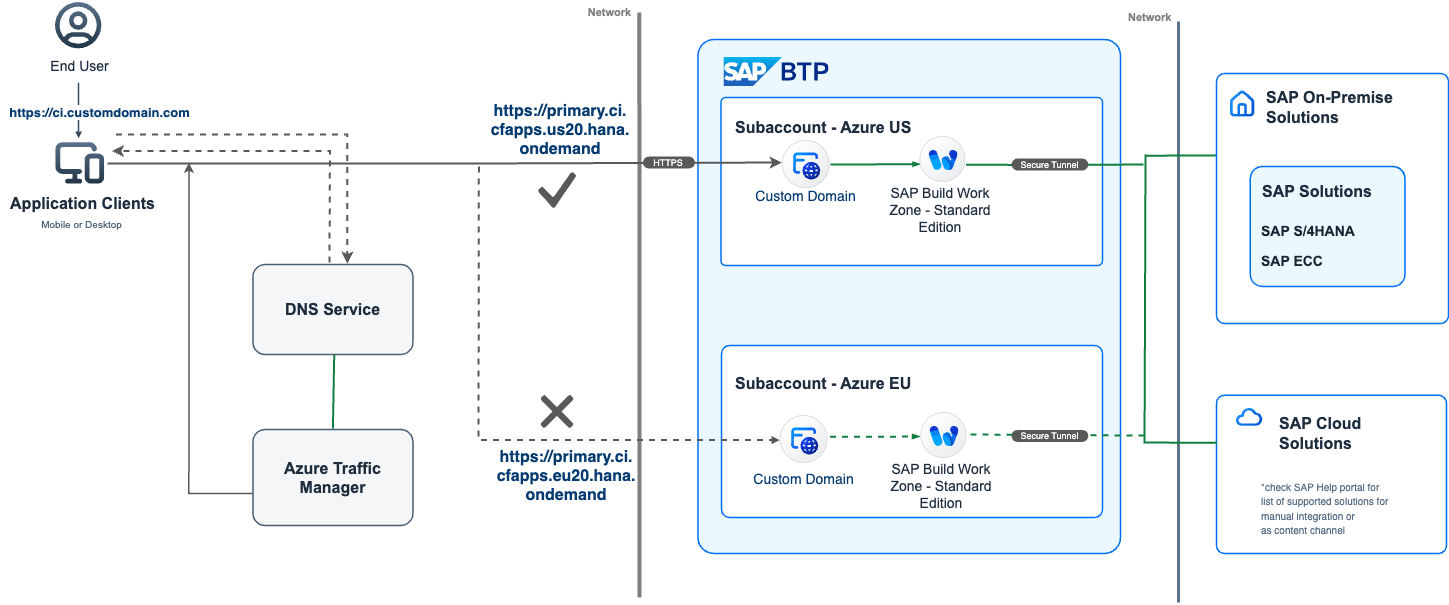 Network
Network
End User
https://ci.customdomain.com
Application Clients
Mobile or Desktop
DNS Service
Azure Traffic
Manager
https://primary.ci.
cfapps.us20.hana.
ondemand
HTTPS
https://primary.ci.
cfapps.eu20.hana.
ondemand
SAP BTP
Subaccount - Azure US
Custom Domain
SAP Build Work
Zone - Standard
Edition
Secure Tunnel
Subaccount - Azure EU
Custom Domain
SAP Build Work
Zone - Standard
Edition
Secure Tunnel
SAP On-Premise
Solutions
SAP Solutions
SAP S/4HANA
SAP ECC
SAP Cloud
Solutions
*check SAP Help portal for
list of supported solutions for
manual integration or
as content channel